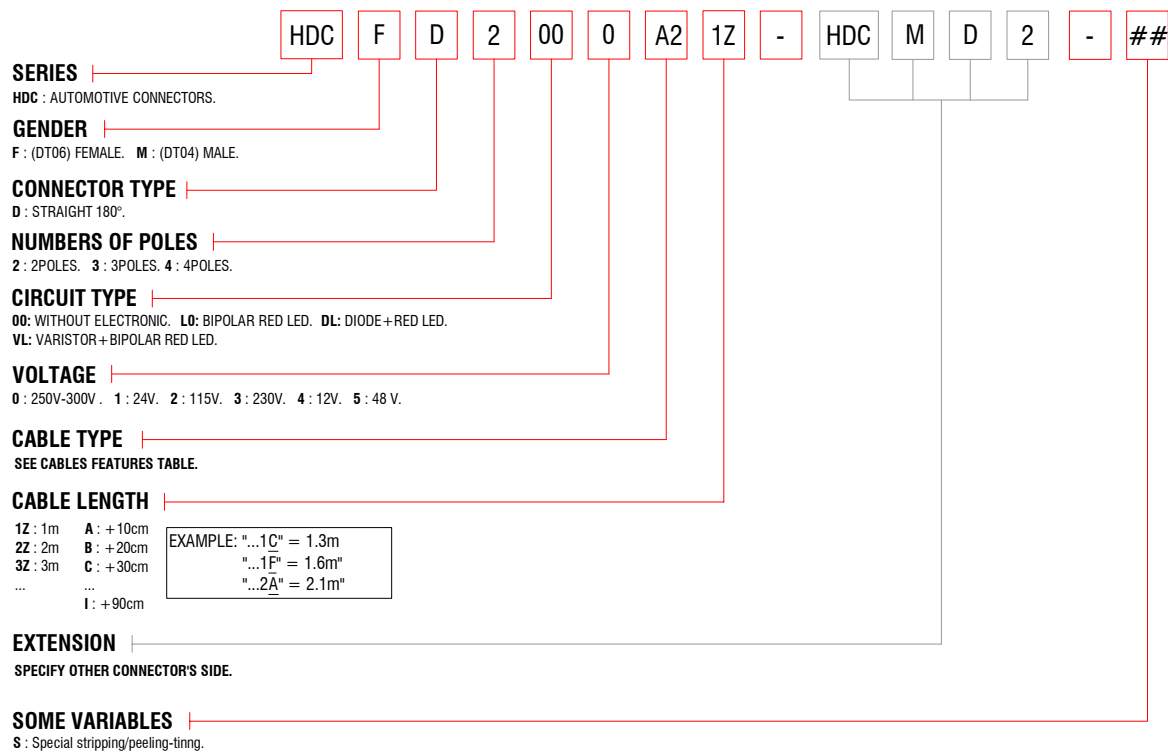 HDC F D 2 00 0 A2 1Z - HDC M D 2 - ##
SERIES
HDC : AUTOMOTIVE CONNECTORS.
GENDER
F : (DT06) FEMALE. M : (DT04) MALE.
CONNECTOR TYPE
D : STRAIGHT 180°.
NUMBERS OF POLES
2 : 2POLES. 3 : 3POLES. 4 : 4POLES.
CIRCUIT TYPE
00: WITHOUT ELECTRONIC. L0: BIPOLAR RED LED. DL: DIODE+RED LED.
VL: VARISTOR+BIPOLAR RED LED.
VOLTAGE
0 : 250V-300V . 1 : 24V. 2 : 115V. 3 : 230V. 4 : 12V. 5 : 48 V.
CABLE TYPE
SEE CABLES FEATURES TABLE.
CABLE LENGTH
1Z : 1m A : +10cm
2Z : 2m B : +20cm
3Z : 3m C : +30cm
... ...
I : +90cm
EXAMPLE: "...1C" = 1.3m
"...1F" = 1.6m"
"...2A" = 2.1m"
EXTENSION
SPECIFY OTHER CONNECTOR'S SIDE.
SOME VARIABLES
S : Special stripping/peeling-tinng.